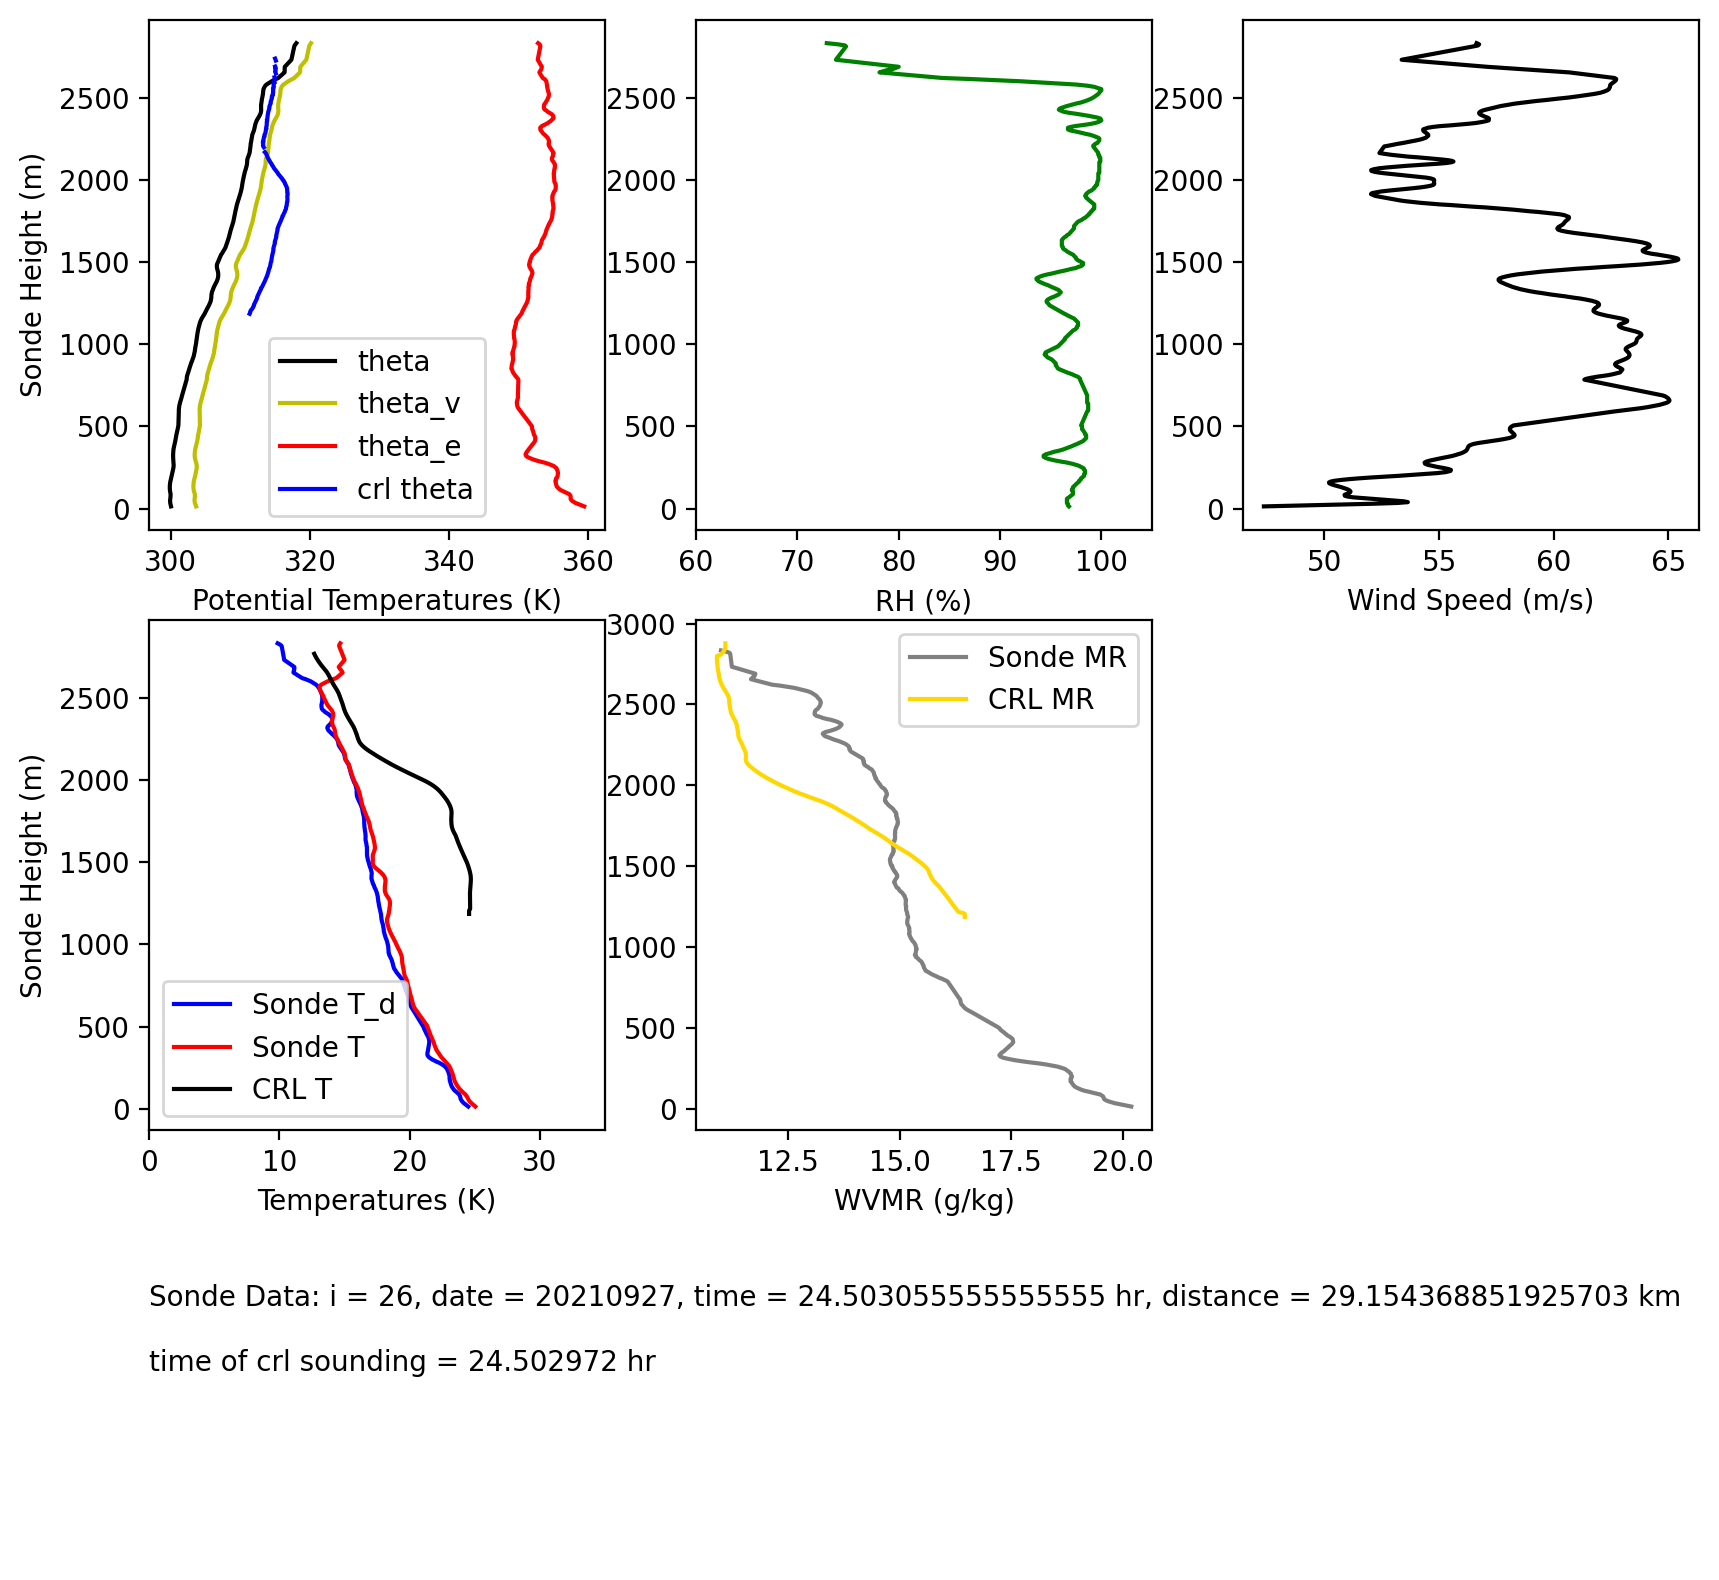 2500
2000
1500
1000
500
0
Sonde Height (m)
300 320 340 360
Potential Temperatures (K)
theta
theta_v
theta_e
crl theta
2500
2000
1500
1000
500
0
60 70 80 90 100
RH (%)
2500
2000
1500
1000
500
0
50 55 60 65
Wind Speed (m/s)
2500
2000
1500
1000
500
0
Sonde Height (m)
0 10 20 30
Temperatures (K)
Sonde T_d
Sonde T
CRL T
3000
2500
2000
1500
1000
500
0
12.5 15.0 17.5 20.0
WVMR (g/kg)
Sonde MR
CRL MR
Sonde Data: i = 26, date = 20210927, time = 24.503055555555555 hr, distance = 29.154368851925703 km
time of crl sounding = 24.502972 hr